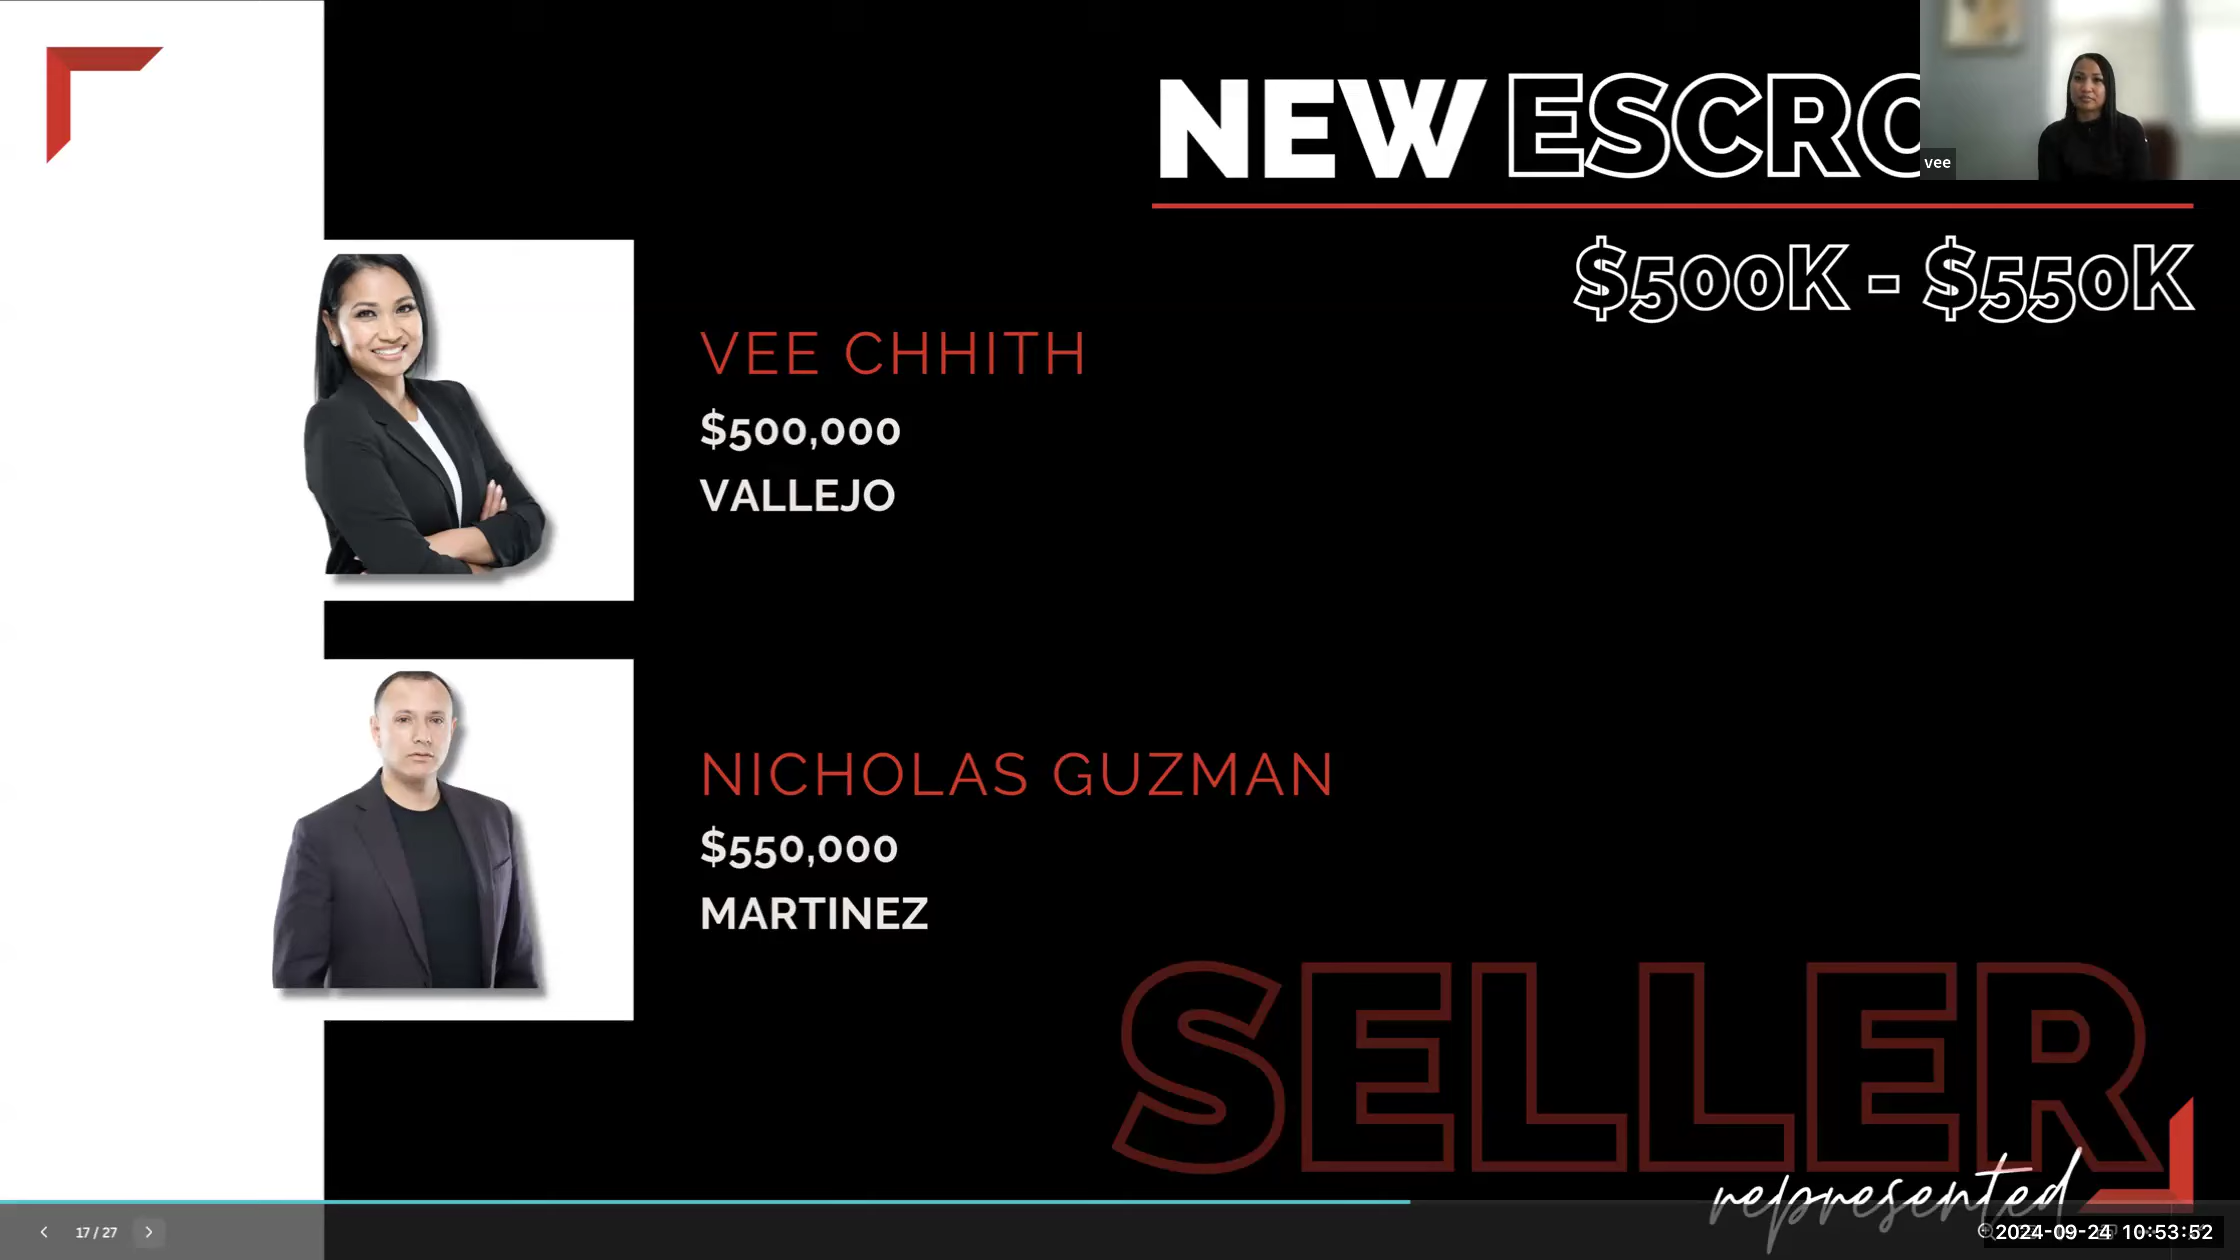 NEW ESCRO
vee
$500K - $550K
VEE CHHITH
$500,000
VALLEJO
NICHOLAS GUZMAN
$550,000
MARTINEZ
SELLER
represented
17 / 27
2024-09-24 10:53:52